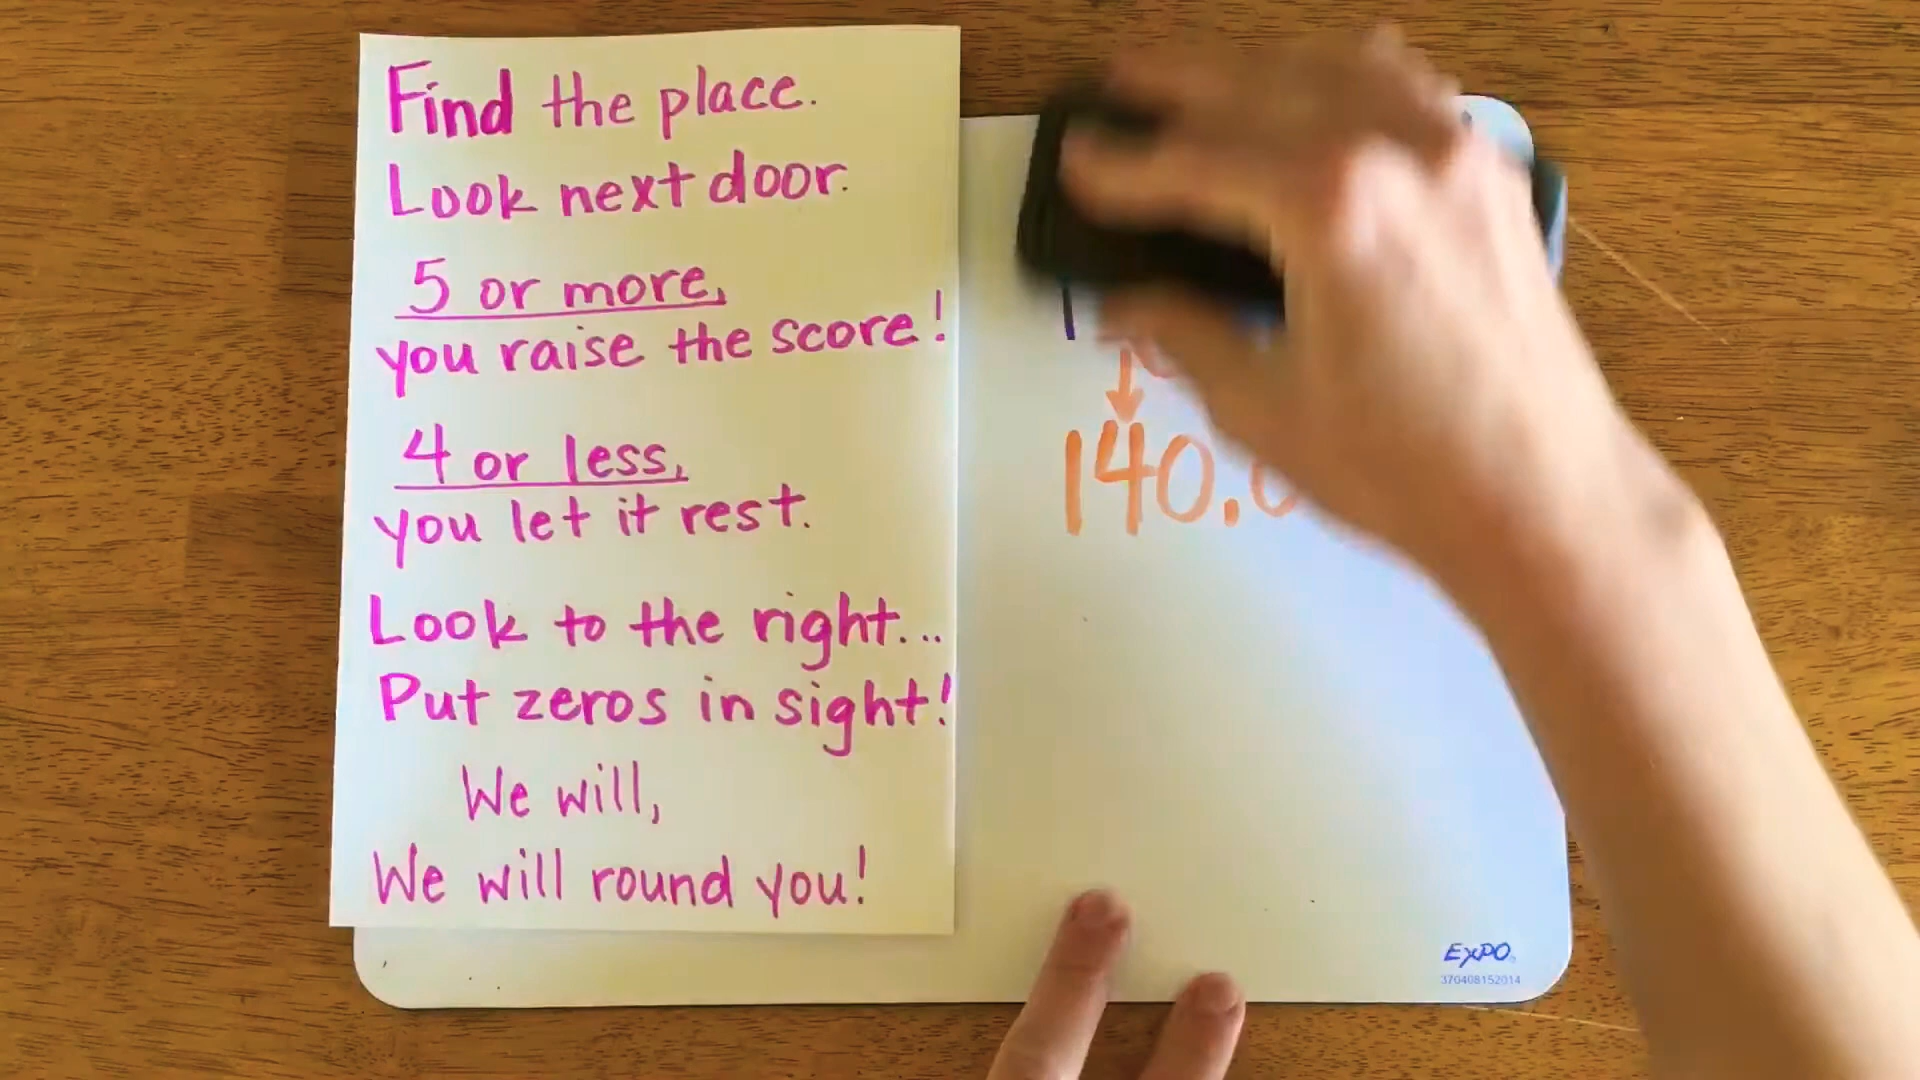 Find the place.
Look next door.
5 or more,
you raise the score!
4 or less,
you let it rest.
Look to the right...
Put zeros in sight!
We will,
We will round you!
140.0
EXPO
370408152014